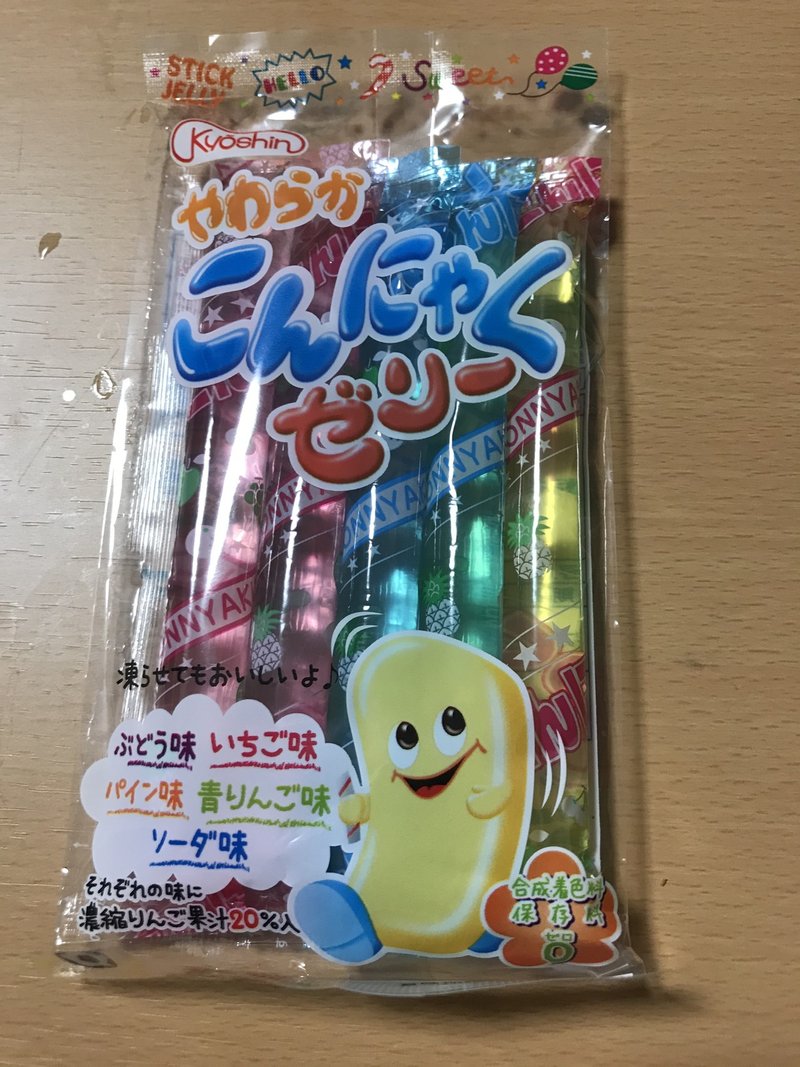 STICK
JELLY
HELLO
Sweet
Kyoshin
やわらか
こんにゃく
ゼリー
凍らせてもおいしいよ♪
ぶどう味 いちご味
パイン味 青りんご味
ソーダ味
それぞれの味に
濃縮りんご果汁20%入
合成着色料
保存料
ゼロ
0